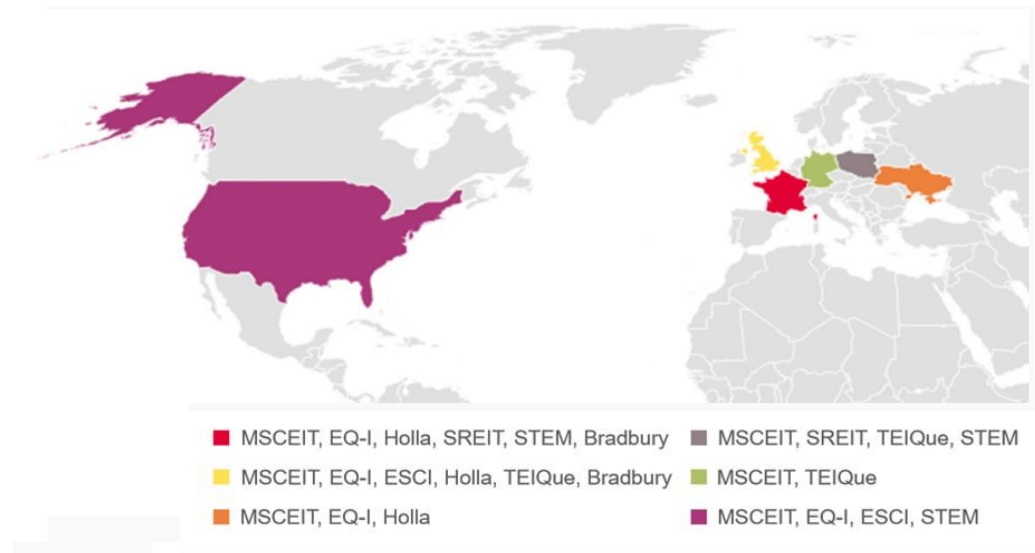 MSCEIT, EQ-I, Holla, SREIT, STEM, Bradbury
MSCEIT, SREIT, TEIQue, STEM
MSCEIT, EQ-I, ESCI, Holla, TEIQue, Bradbury
MSCEIT, TEIQue
MSCEIT, EQ-I, Holla
MSCEIT, EQ-I, ESCI, STEM